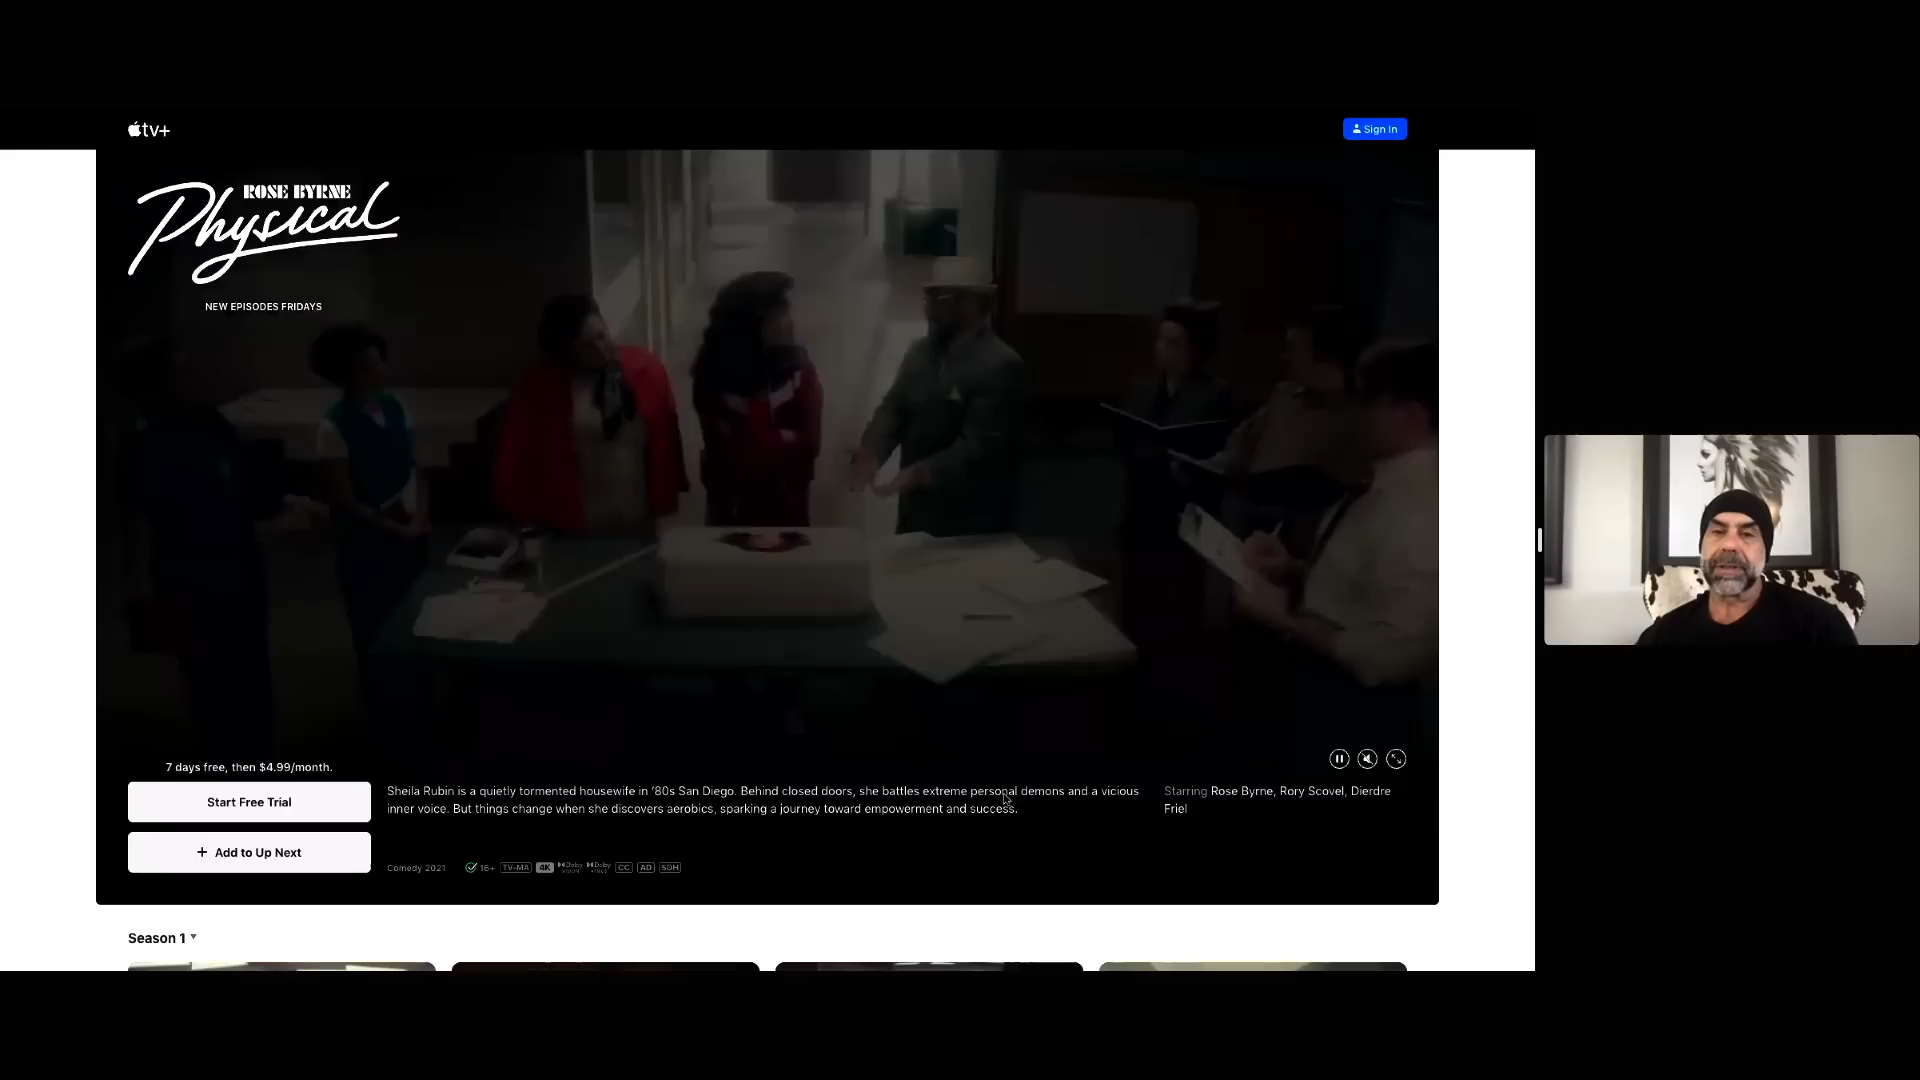 tv+
Sign In
ROSE BYRNE
Physical
NEW EPISODES FRIDAYS
7 days free, then $4.99/month.
Start Free Trial
+ Add to Up Next
Sheila Rubin is a quietly tormented housewife in '80s San Diego. Behind closed doors, she battles extreme personal demons and a vicious
inner voice. But things change when she discovers aerobics, sparking a journey toward empowerment and success.
Starring Rose Byrne, Rory Scovel, Dierdre
Friel
Comedy 2021 16+ TV-MA 4K Dolby VISION Dolby ATMOS CC AD SDH
Season 1